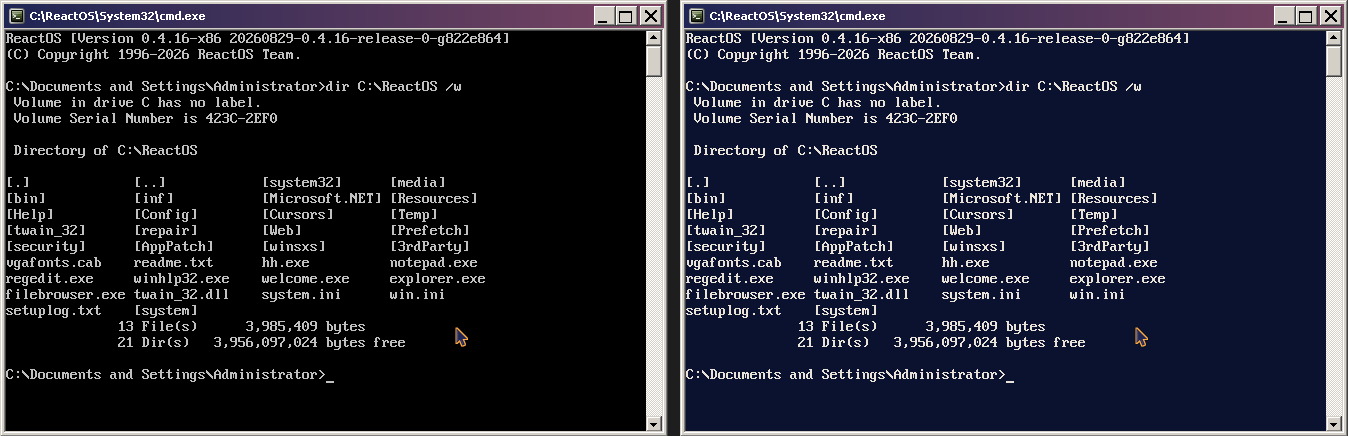 C:\ReactOS\System32\cmd.exe
ReactOS [Version 0.4.16-x86 20260829-0.4.16-release-0-g822e864]
(C) Copyright 1996-2026 ReactOS Team.
C:\Documents and Settings\Administrator>dir C:\ReactOS /w
Volume in drive C has no label.
Volume Serial Number is 423C-2EF0
Directory of C:\ReactOS
[.] [..] [system32] [media]
[bin] [inf] [Microsoft.NET] [Resources]
[Help] [Config] [Cursors] [Temp]
[twain_32] [repair] [Web] [Prefetch]
[security] [AppPatch] [winsxs] [3rdParty]
vgafonts.cab readme.txt hh.exe notepad.exe
regedit.exe winhlp32.exe welcome.exe explorer.exe
filebrowser.exe twain_32.dll system.ini win.ini
setuplog.txt [system]
13 File(s) 3,985,409 bytes
21 Dir(s) 3,956,097,024 bytes free
C:\Documents and Settings\Administrator>_
C:\ReactOS\System32\cmd.exe
ReactOS [Version 0.4.16-x86 20260829-0.4.16-release-0-g822e864]
(C) Copyright 1996-2026 ReactOS Team.
C:\Documents and Settings\Administrator>dir C:\ReactOS /w
Volume in drive C has no label.
Volume Serial Number is 423C-2EF0
Directory of C:\ReactOS
[.] [..] [system32] [media]
[bin] [inf] [Microsoft.NET] [Resources]
[Help] [Config] [Cursors] [Temp]
[twain_32] [repair] [Web] [Prefetch]
[security] [AppPatch] [winsxs] [3rdParty]
vgafonts.cab readme.txt hh.exe notepad.exe
regedit.exe winhlp32.exe welcome.exe explorer.exe
filebrowser.exe twain_32.dll system.ini win.ini
setuplog.txt [system]
13 File(s) 3,985,409 bytes
21 Dir(s) 3,956,097,024 bytes free
C:\Documents and Settings\Administrator>_